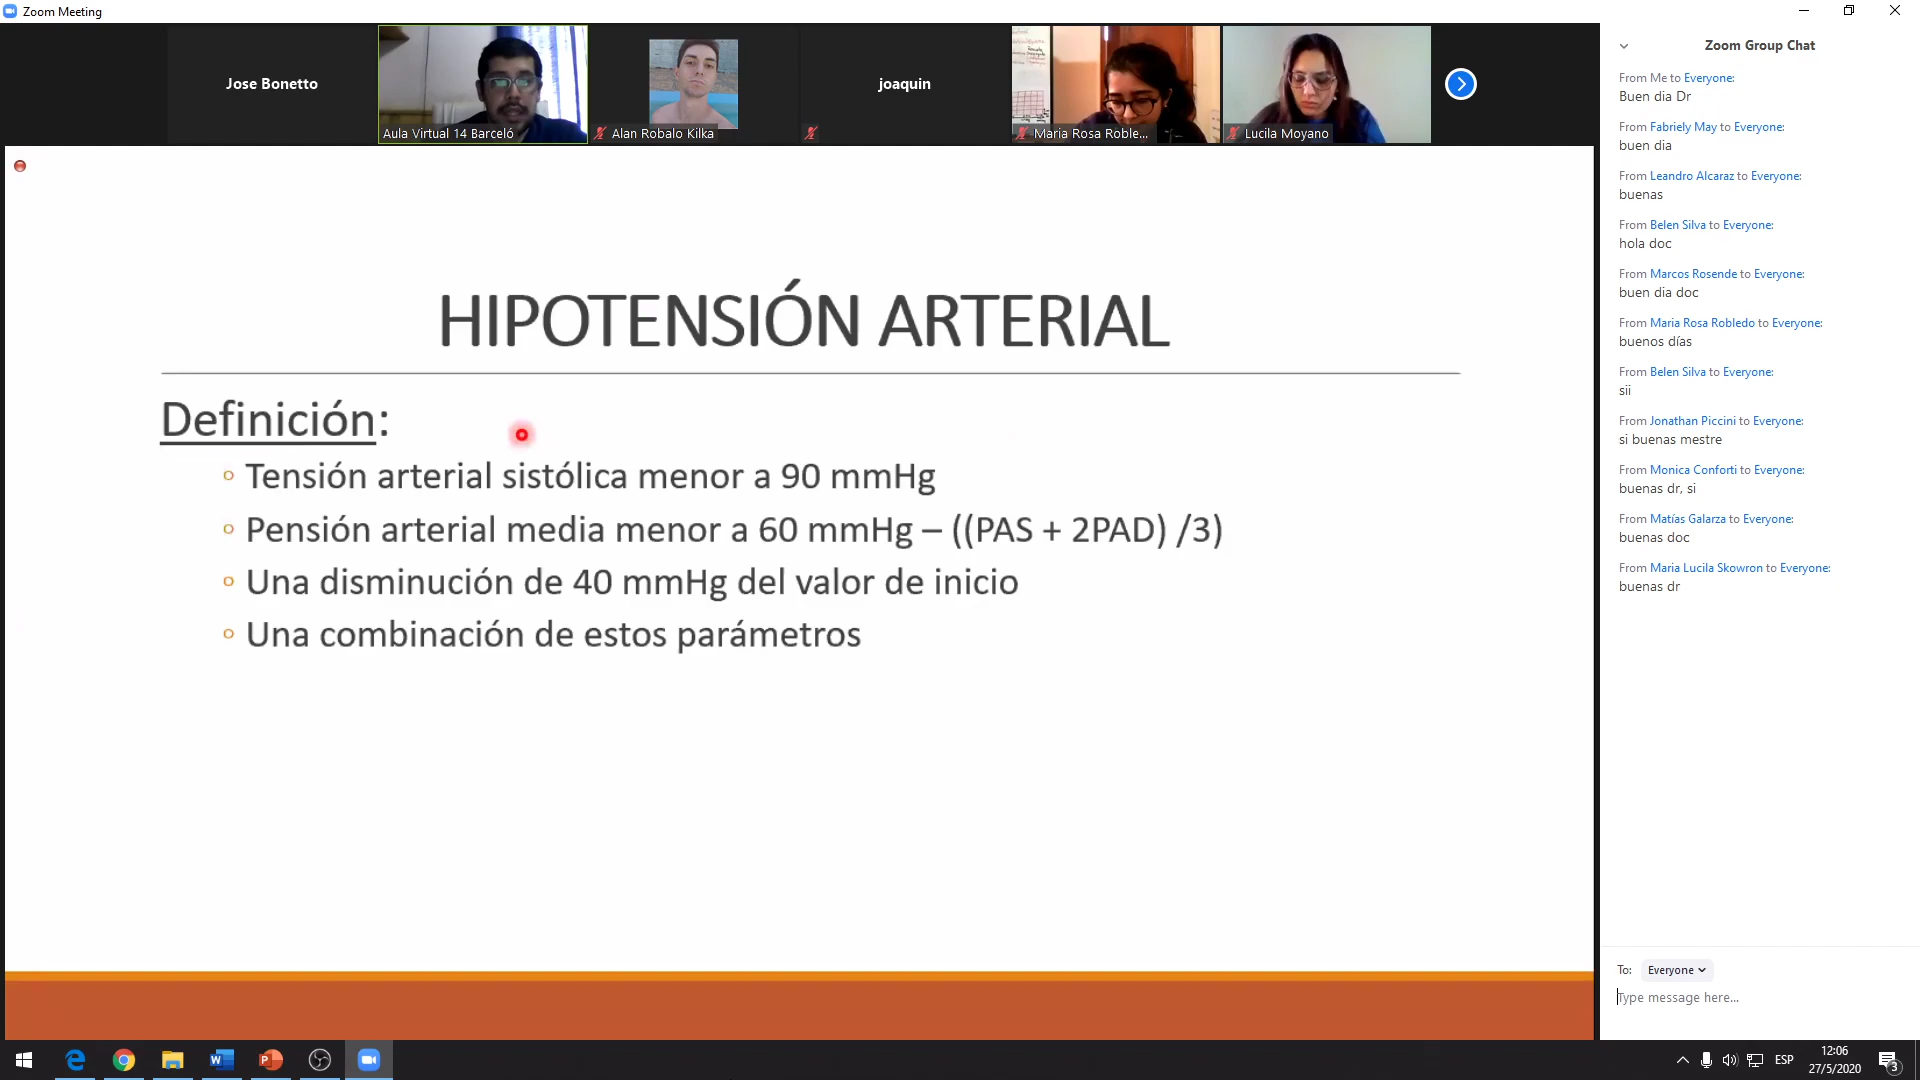 Zoom Meeting
Jose Bonetto
Aula Virtual 14 Barceló
Alan Robalo Kilka
joaquin
Maria Rosa Roble...
Lucila Moyano
HIPOTENSIÓN ARTERIAL
Definición:
Tensión arterial sistólica menor a 90 mmHg
Pensión arterial media menor a 60 mmHg – ((PAS + 2PAD) /3)
Una disminución de 40 mmHg del valor de inicio
Una combinación de estos parámetros
Zoom Group Chat
From Me to Everyone:
Buen dia Dr
From Fabriely May to Everyone:
buen dia
From Leandro Alcaraz to Everyone:
buenas
From Belen Silva to Everyone:
hola doc
From Marcos Rosende to Everyone:
buen dia doc
From Maria Rosa Robledo to Everyone:
buenos días
From Belen Silva to Everyone:
sii
From Jonathan Piccini to Everyone:
si buenas mestre
From Monica Conforti to Everyone:
buenas dr, si
From Matías Galarza to Everyone:
buenas doc
From Maria Lucila Skowron to Everyone:
buenas dr
To: Everyone
Type message here...
ESP
12:06
27/5/2020
3